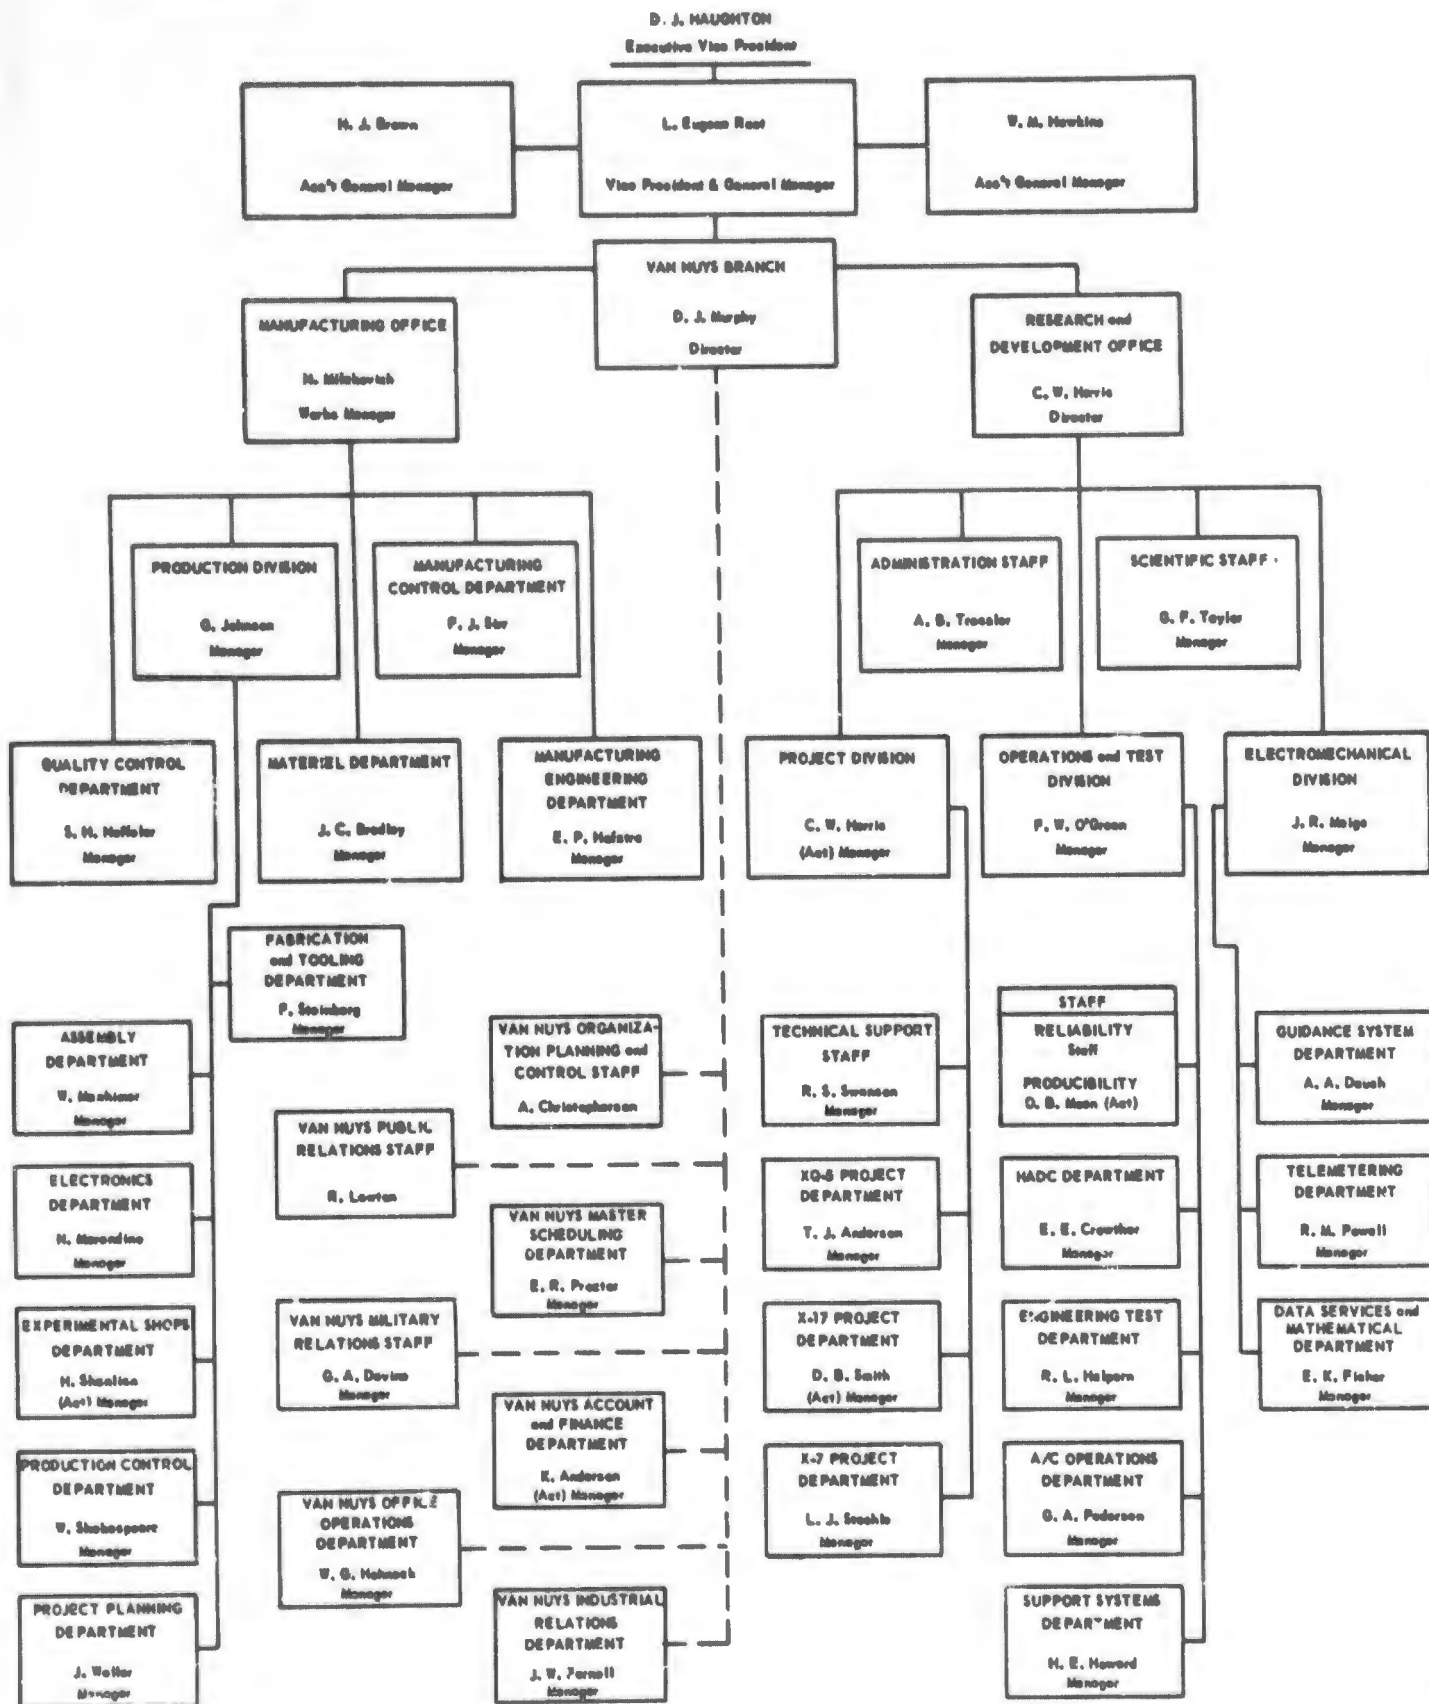 D. J. HAUGHTON
Executive Vice President
H. J. Brown
Ass't General Manager
L. Eugene Root
Vice President & General Manager
W. M. Hawkins
Ass't General Manager
VAN NUYS BRANCH
D. J. Murphy
Director
MANUFACTURING OFFICE
Works Manager
RESEARCH and
DEVELOPMENT OFFICE
C. W. Harris
Director
PRODUCTION DIVISION
G. Johnson
Manager
MANUFACTURING
CONTROL DEPARTMENT
F. J.
Manager
ADMINISTRATION STAFF
A. B.
Manager
SCIENTIFIC STAFF
Taylor
Manager
QUALITY CONTROL
DEPARTMENT
S. H.
Manager
MATERIEL DEPARTMENT
J. C. Bradley
Manager
MANUFACTURING
ENGINEERING
DEPARTMENT
E. P.
Manager
PROJECT DIVISION
C. W. Harris
(Act) Manager
OPERATIONS and TEST
DIVISION
F. W. O'Green
Manager
ELECTROMECHANICAL
DIVISION
J. R.
Manager
FABRICATION
and TOOLING
DEPARTMENT
Steinberg
Manager
ASSEMBLY
DEPARTMENT
W.
Manager
ELECTRONICS
DEPARTMENT
Manager
EXPERIMENTAL SHOPS
DEPARTMENT
(Act) Manager
PRODUCTION CONTROL
DEPARTMENT
W. Shakespeare
Manager
PROJECT PLANNING
DEPARTMENT
J.
Manager
VAN NUYS ORGANIZA-
TION PLANNING and
CONTROL STAFF
A. Christopherson
VAN NUYS PUBLIC
RELATIONS STAFF
R.
VAN NUYS MASTER
SCHEDULING
DEPARTMENT
E. R. Proctor
Manager
VAN NUYS MILITARY
RELATIONS STAFF
G. A. Devine
Manager
VAN NUYS ACCOUNT
and FINANCE
DEPARTMENT
K. Anderson
(Act) Manager
VAN NUYS OFFICE
OPERATIONS
DEPARTMENT
W. G.
Manager
VAN NUYS INDUSTRIAL
RELATIONS
DEPARTMENT
J. W.
Manager
TECHNICAL SUPPORT
STAFF
R. S. Swanson
Manager
XQ-5 PROJECT
DEPARTMENT
T. J. Anderson
Manager
X-17 PROJECT
DEPARTMENT
D. B. Smith
(Act) Manager
X-7 PROJECT
DEPARTMENT
L. J.
Manager
STAFF
RELIABILITY
Staff
PRODUCIBILITY
O. B. Moon (Act)
HADC DEPARTMENT
E. E. Crowther
Manager
ENGINEERING TEST
DEPARTMENT
R. L. Halpern
Manager
A/C OPERATIONS
DEPARTMENT
G. A. Pederson
Manager
SUPPORT SYSTEMS
DEPARTMENT
H. E. Howard
Manager
GUIDANCE SYSTEM
DEPARTMENT
A. A.
Manager
TELEMETERING
DEPARTMENT
R. M. Powell
Manager
DATA SERVICES and
MATHEMATICAL
DEPARTMENT
E. K. Fisher
Manager